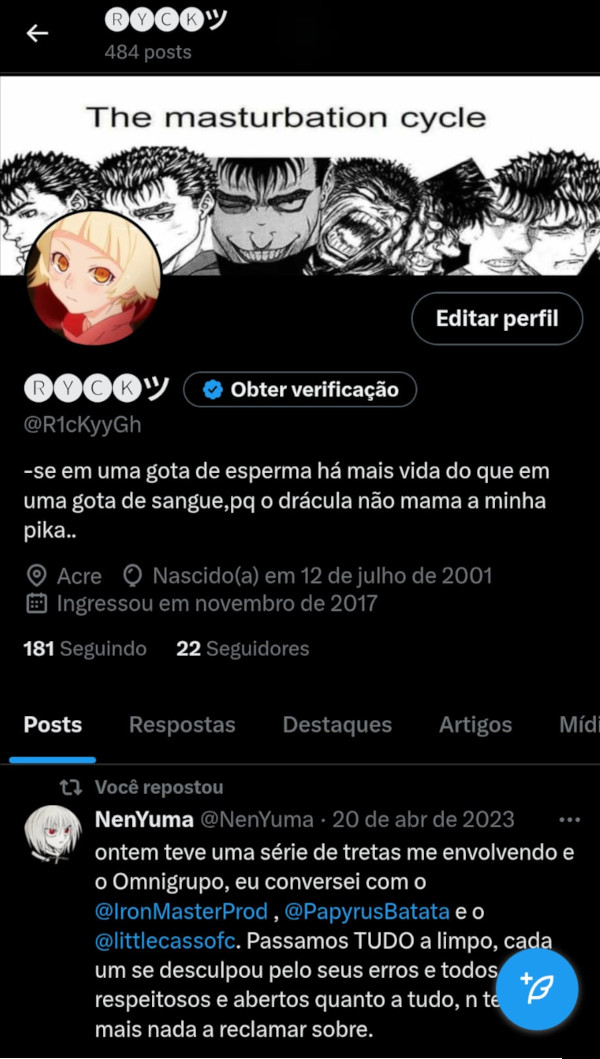 ⓇⓎⒸⓀツ
484 posts
The masturbation cycle
Editar perfil
ⓇⓎⒸⓀツ Obter verificação
@R1cKyyGh
-se em uma gota de esperma há mais vida do que em
uma gota de sangue,pq o drácula não mama a minha
pika..
Acre Nascido(a) em 12 de julho de 2001
Ingressou em novembro de 2017
181 Seguindo 22 Seguidores
Posts Respostas Destaques Artigos Mídi
Você repostou
NenYuma @NenYuma · 20 de abr de 2023
ontem teve uma série de tretas me envolvendo e
o Omnigrupo, eu conversei com o
@IronMasterProd , @PapyrusBatata e o
@littlecassofc. Passamos TUDO a limpo, cada
um se desculpou pelo seus erros e todos
respeitosos e abertos quanto a tudo, n te
mais nada a reclamar sobre.